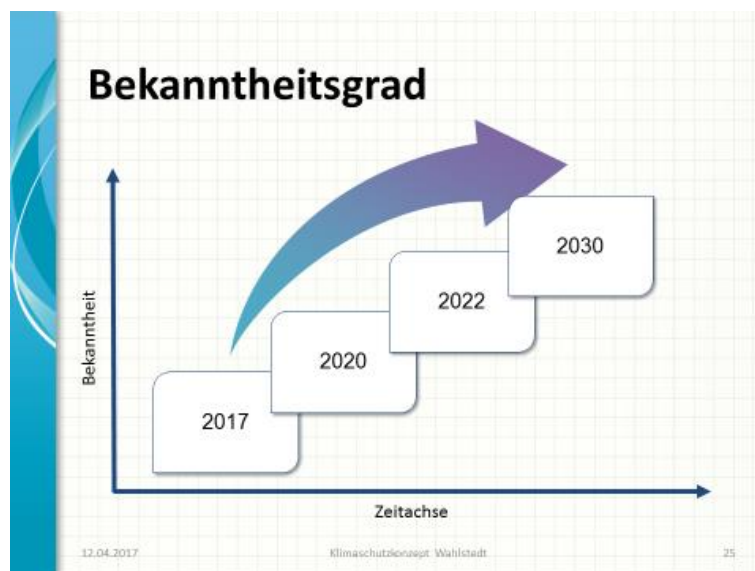 Bekanntheitsgrad
Bekanntheit
2030
2022
2020
2017
Zeitachse
12.04.2017 Klimaschutzkonzept Wahlstedt 25